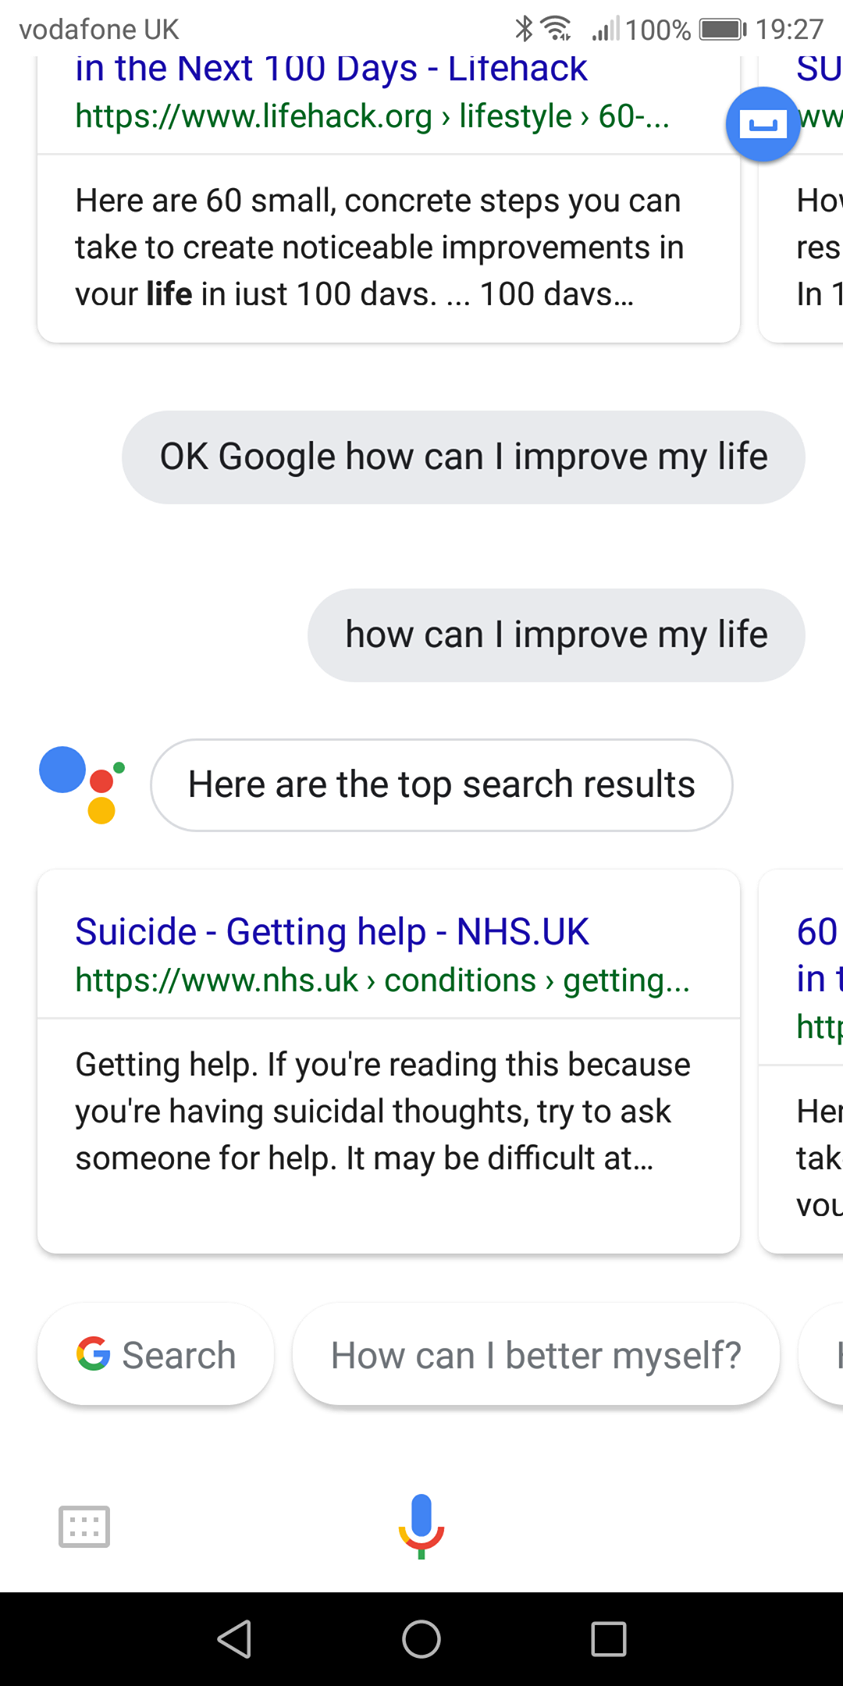 vodafone UK 100% 19:27
in the Next 100 Days - Lifehack
https://www.lifehack.org › lifestyle › 60-...
Here are 60 small, concrete steps you can
take to create noticeable improvements in
your life in just 100 days. ... 100 days...
SU
ww
How
res
In 1
OK Google how can I improve my life
how can I improve my life
Here are the top search results
Suicide - Getting help - NHS.UK
https://www.nhs.uk › conditions › getting...
Getting help. If you're reading this because
you're having suicidal thoughts, try to ask
someone for help. It may be difficult at...
60
in t
http
Her
tak
you
Search
How can I better myself?